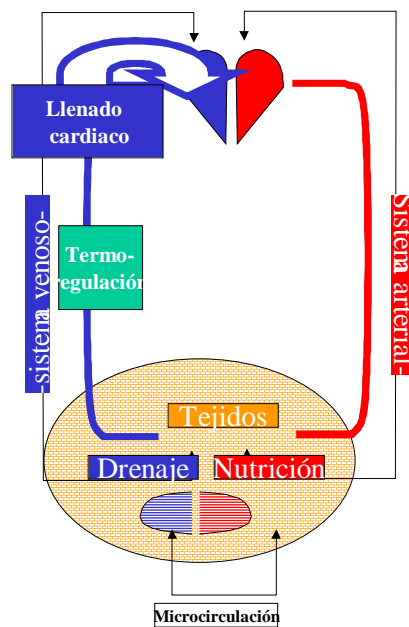 Llenado
cardiaco
Termo-
regulación
-sistema venoso-
Sistema arterial-
Tejidos
Drenaje
Nutrición
Microcirculación